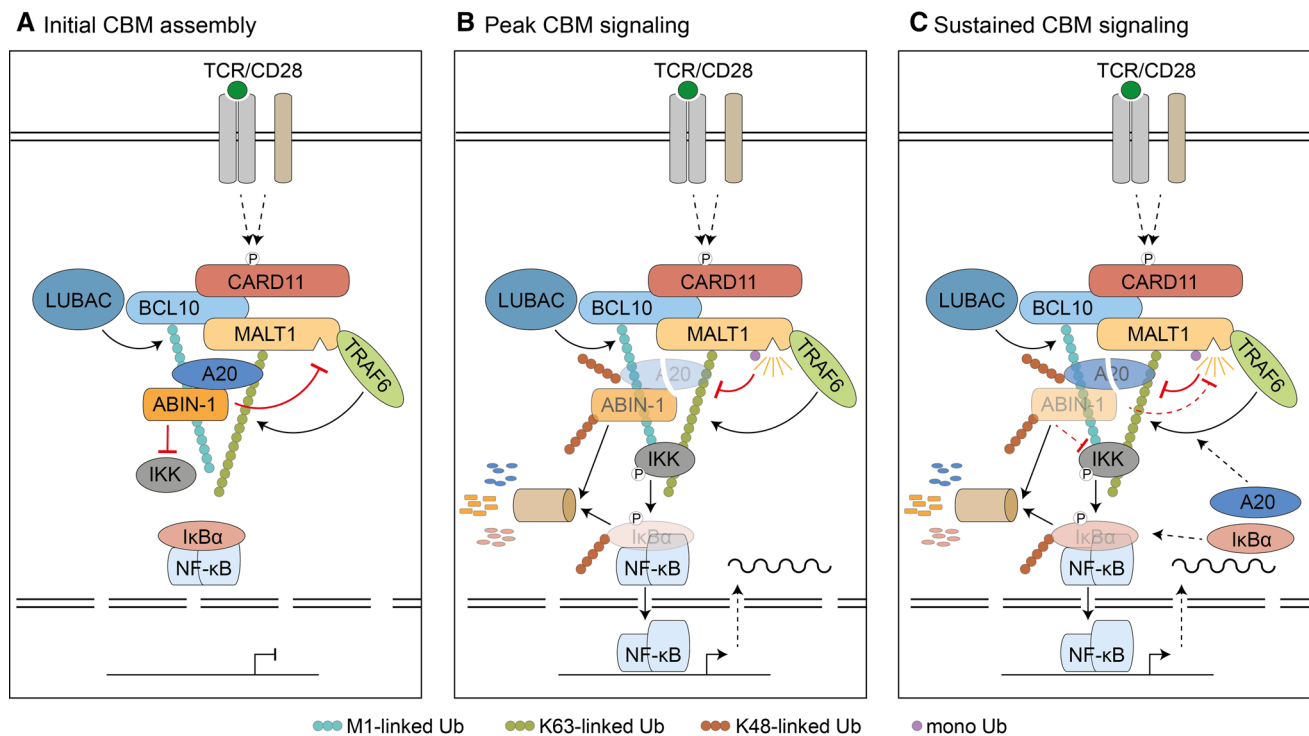 A Initial CBM assembly
TCR/CD28
P
CARD11
LUBAC
BCL10
MALT1
TRAF6
A20
ABIN-1
IKK
IκBα
NF-κB
B Peak CBM signaling
TCR/CD28
P
CARD11
LUBAC
BCL10
MALT1
TRAF6
A20
ABIN-1
IKK
P
P
IκBα
NF-κB
NF-κB
C Sustained CBM signaling
TCR/CD28
P
CARD11
LUBAC
BCL10
MALT1
TRAF6
A20
ABIN-1
IKK
P
A20
P
IκBα
IκBα
NF-κB
NF-κB
M1-linked Ub
K63-linked Ub
K48-linked Ub
mono Ub